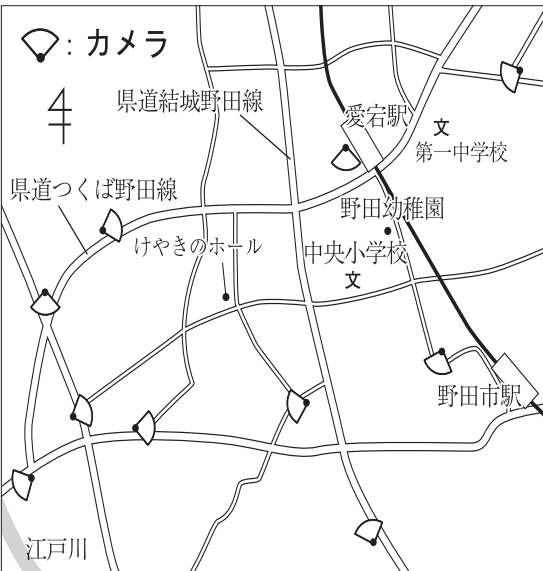 : カメラ
県道結城野田線
愛宕駅
文
第一中学校
県道つくば野田線
野田幼稚園
けやきのホール
中央小学校
文
野田市駅
江戸川